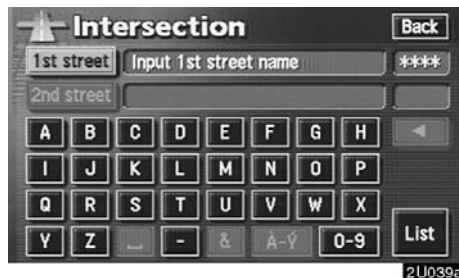 Intersection Back
1st street Input 1st street name ****
2nd street
A B C D E F G H
I J K L M N O P
Q R S T U V W X
Y Z - & À-Ý 0-9 List
2U039a